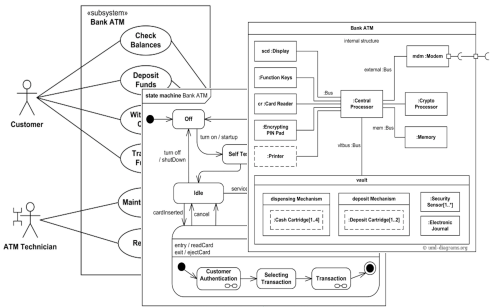 «subsystem»
Bank ATM
Check
Balances
Deposit
Funds
Customer
ATM Technician
state machine Bank ATM
Off
turn on / startup
turn off
/ shutDown
Idle
cardInserted
cancel
entry / readCard
exit / ejectCard
Customer
Authentication
Selecting
Transaction
Transaction
Bank ATM
internal structure
scd :Display
:Function Keys
cr :Card Reader
:Encrypting
PIN Pad
:Printer
:Bus
external :Bus
mdm :Modem
:Central
Processor
:Crypto
Processor
mem :Bus
:Memory
:Bus
vault
dispensing Mechanism
:Cash Cartridge[1..4]
deposit Mechanism
:Deposit Cartridge[1..2]
:Security
Sensor[1..*]
:Electronic
Journal
© uml-diagrams.org